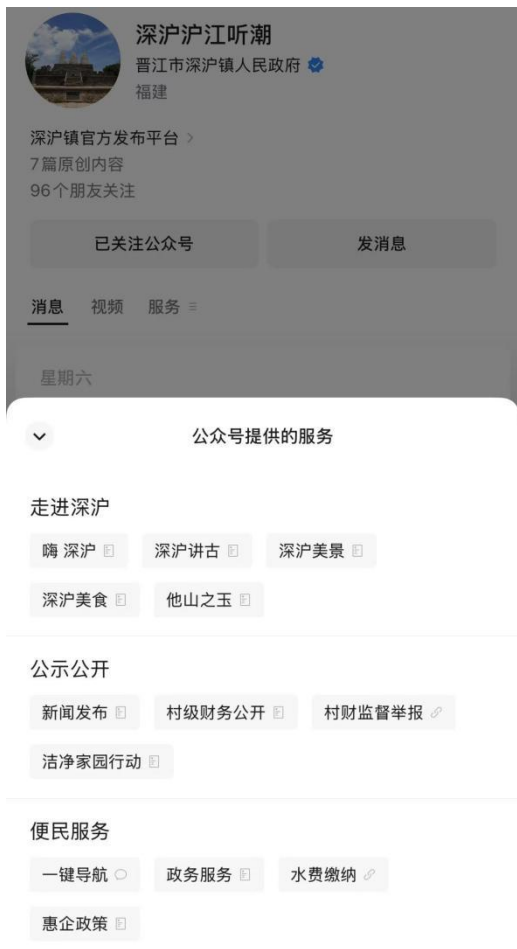 深沪沪江听潮
晋江市深沪镇人民政府
福建
深沪镇官方发布平台
7篇原创内容
96个朋友关注
已关注公众号 发消息
消息 视频 服务
星期六
公众号提供的服务
走进深沪
嗨 深沪 深沪讲古 深沪美景
深沪美食 他山之玉
公示公开
新闻发布 村级财务公开 村财监督举报
洁净家园行动
便民服务
一键导航 政务服务 水费缴纳
惠企政策